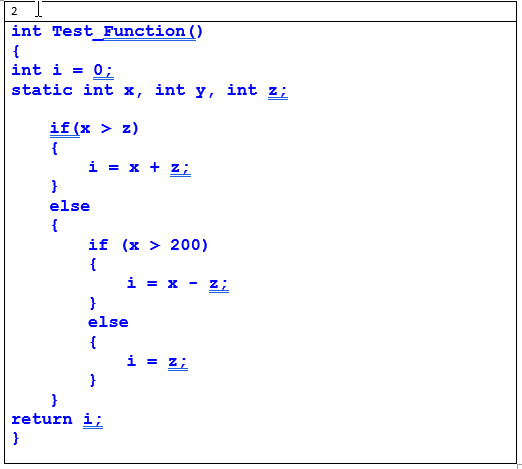 2
int Test_Function()
{
int i = 0;
static int x, int y, int z;
if(x > z)
{
i = x + z;
}
else
{
if (x > 200)
{
i = x - z;
}
else
{
i = z;
}
}
return i;
}